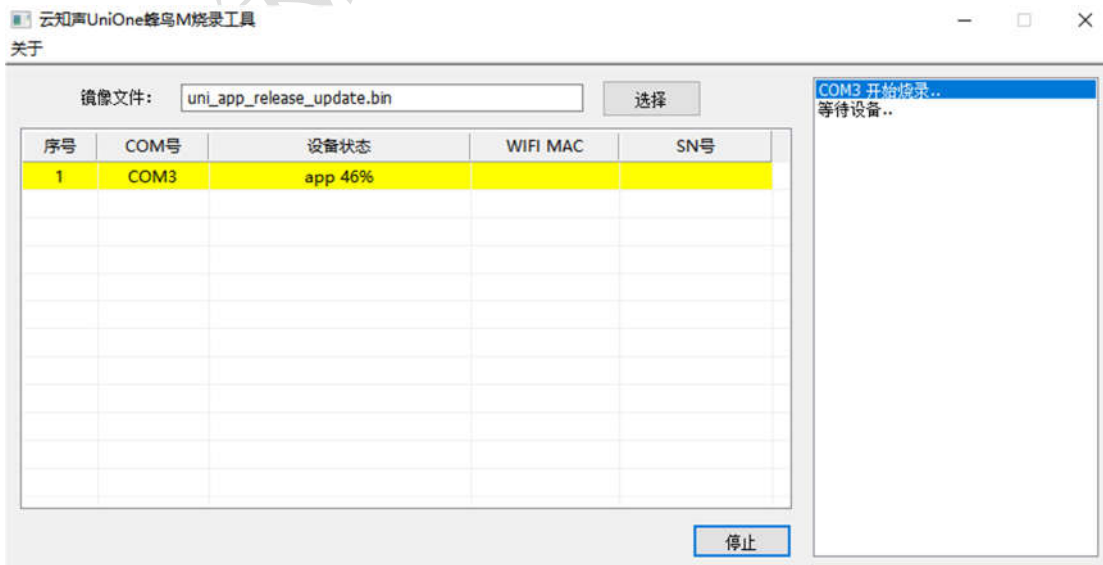 云知声UniOne蜂鸟M烧录工具
关于
镜像文件: uni_app_release_update.bin 选择
序号 COM号 设备状态 WIFI MAC SN号
1 COM3 app 46%
COM3 开始烧录..
等待设备..
停止